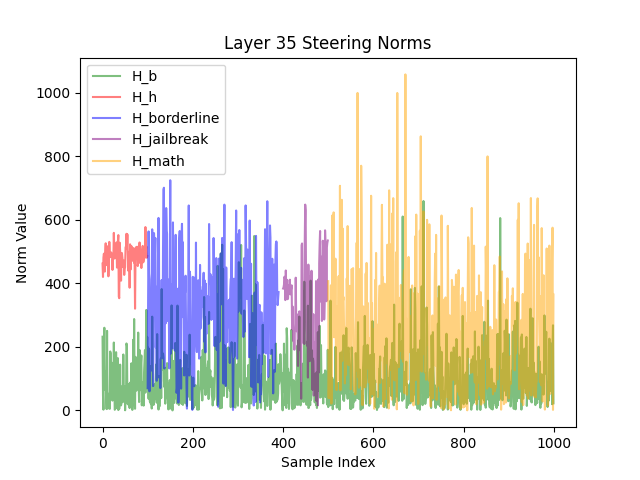 Layer 35 Steering Norms
Norm Value
1000
800
600
400
200
0
H_b
H_h
H_borderline
H_jailbreak
H_math
0 200 400 600 800 1000
Sample Index